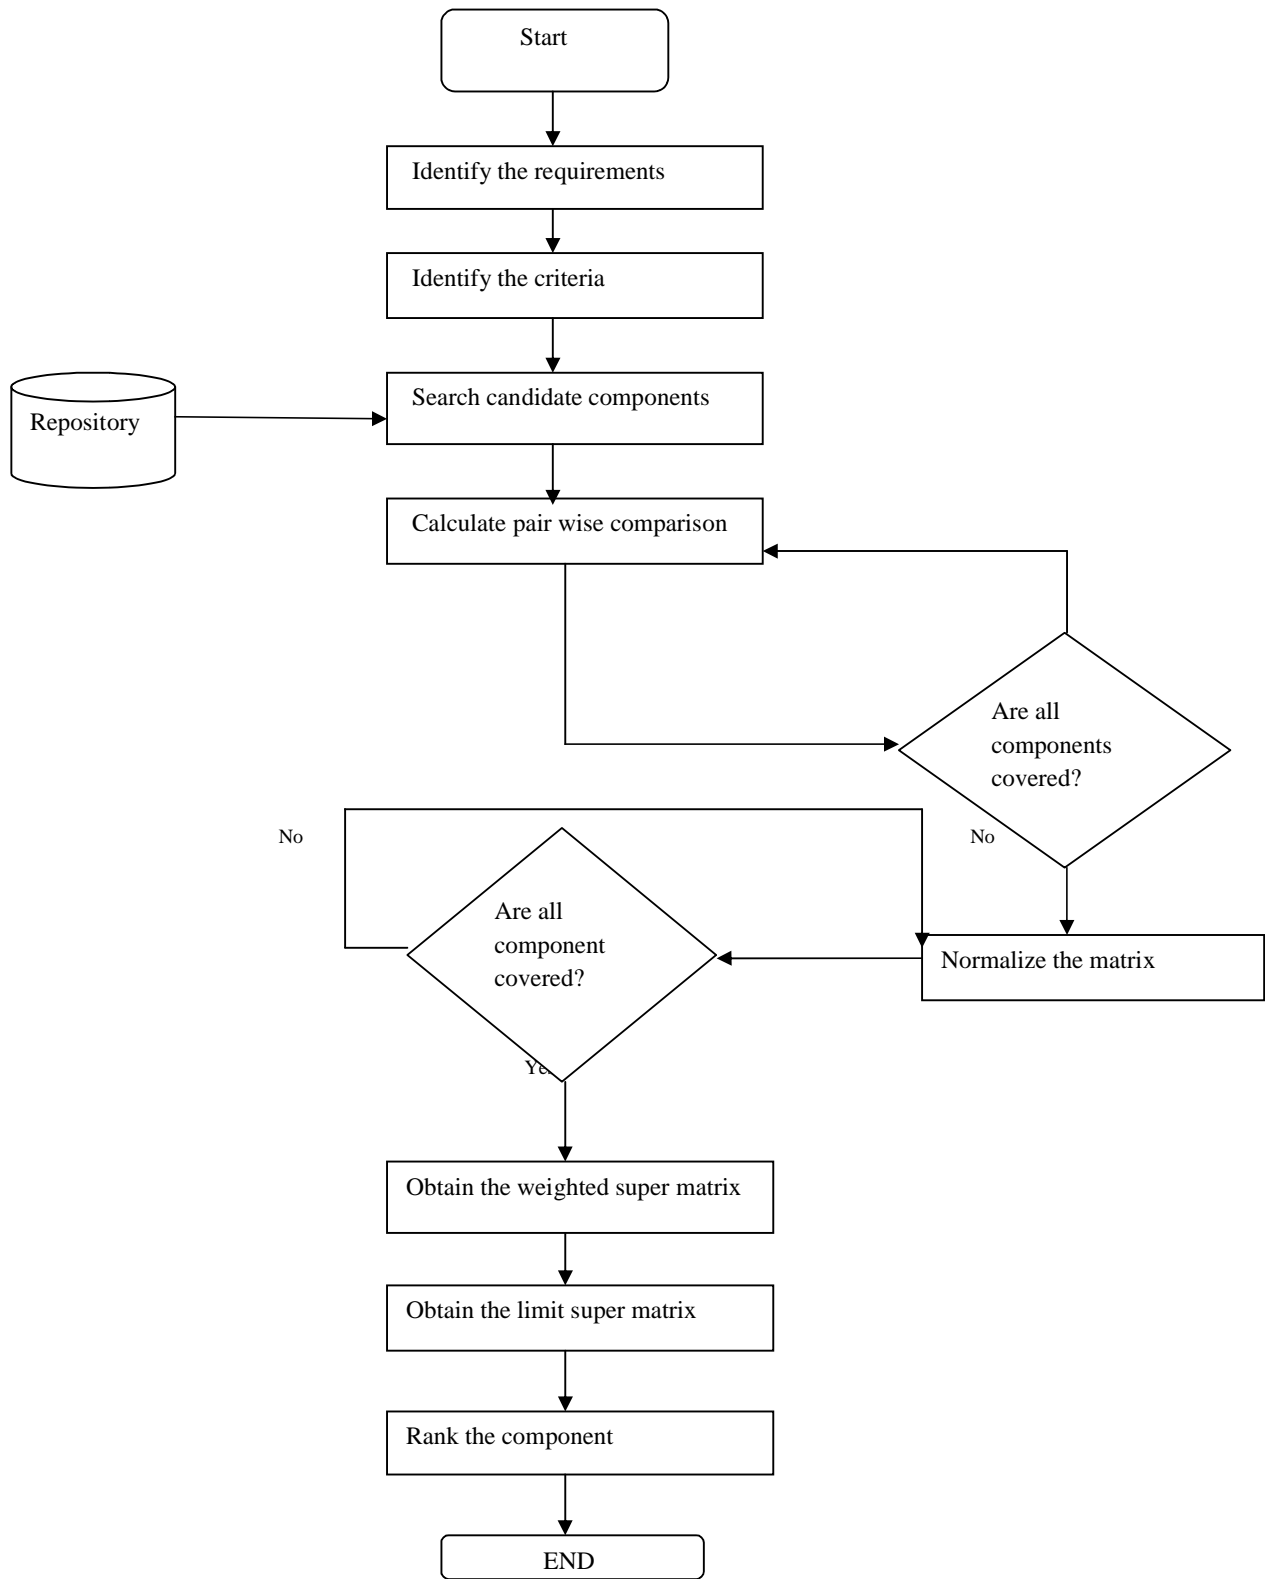 Start
Identify the requirements
Identify the criteria
Search candidate components
Repository
Calculate pair wise comparison
Are all
components
covered?
No
No
Are all
component
covered?
Normalize the matrix
Obtain the weighted super matrix
Obtain the limit super matrix
Rank the component
END